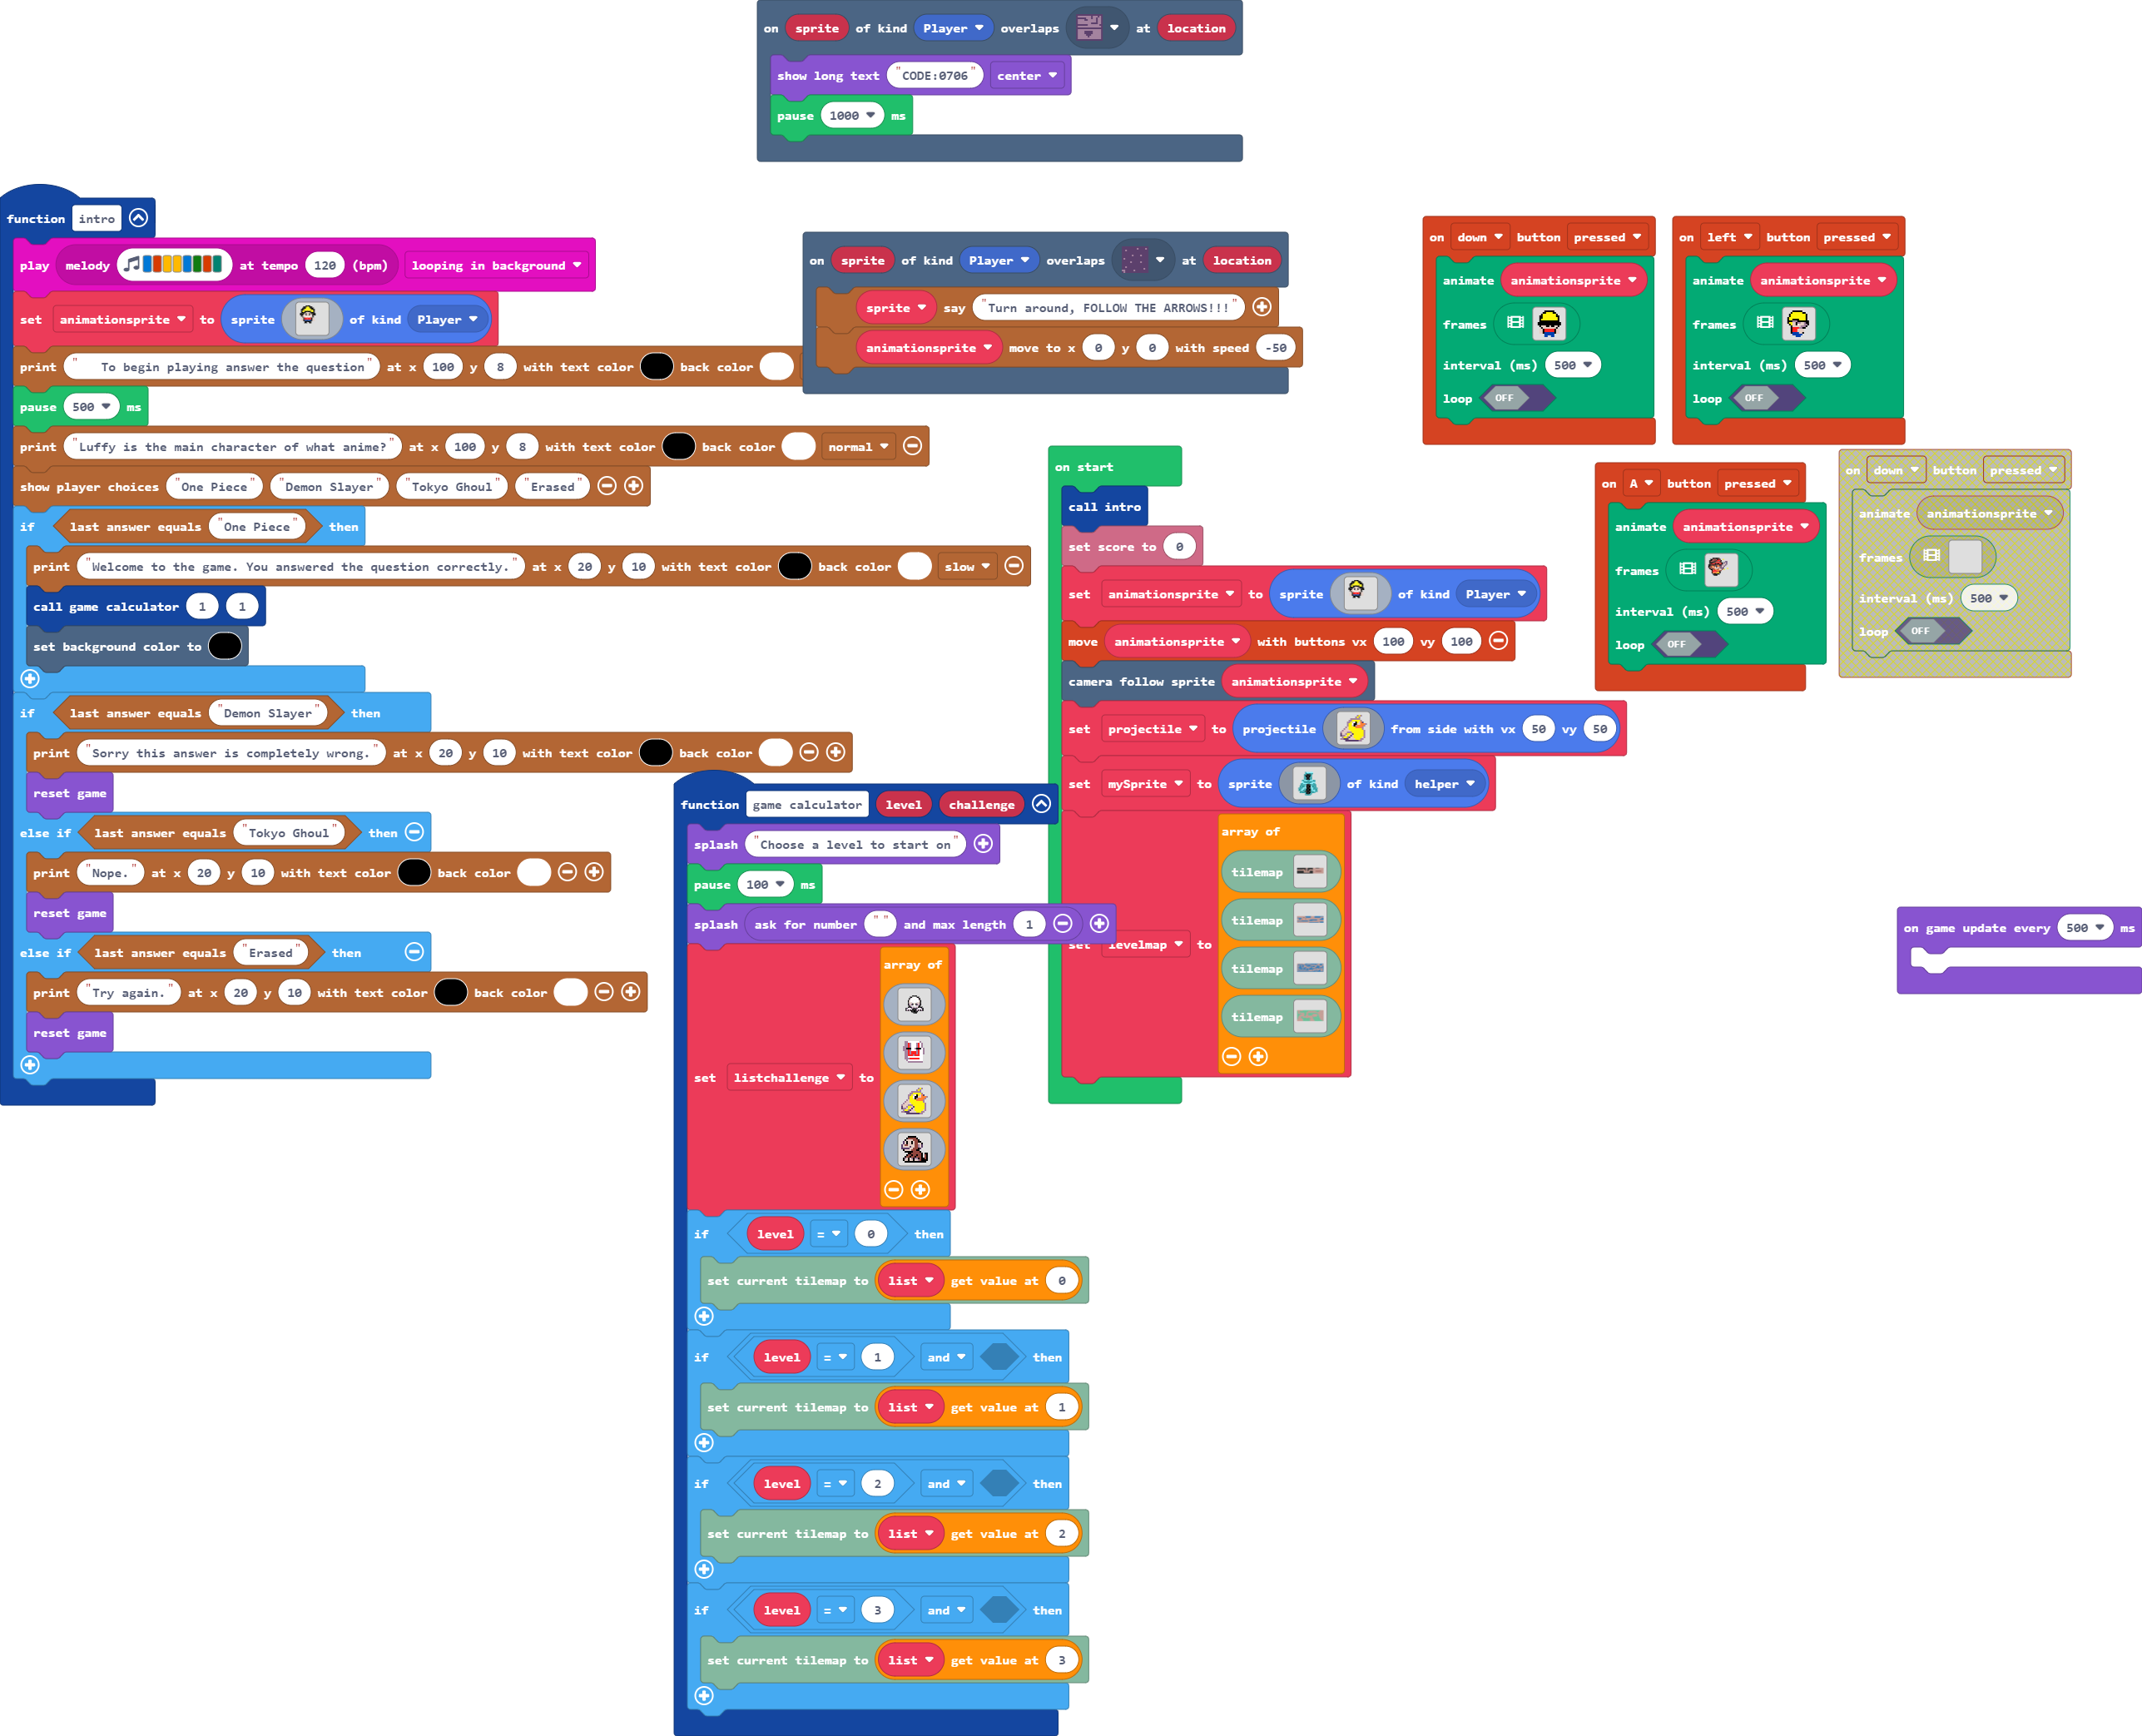 on sprite of kind Player overlaps at location
show long text "CODE:0706" center
pause 1000 ms
function intro
play melody at tempo 120 (bpm) looping in background
set animationsprite to sprite of kind Player
print " To begin playing answer the question" at x 100 y 8 with text color back color
pause 500 ms
print "Luffy is the main character of what anime?" at x 100 y 8 with text color back color normal
show player choices "One Piece" "Demon Slayer" "Tokyo Ghoul" "Erased"
if last answer equals "One Piece" then
print "Welcome to the game. You answered the question correctly." at x 20 y 10 with text color back color slow
call game calculator 1 1
set background color to
if last answer equals "Demon Slayer" then
print "Sorry this answer is completely wrong." at x 20 y 10 with text color back color
reset game
else if last answer equals "Tokyo Ghoul" then
print "Nope." at x 20 y 10 with text color back color
reset game
else if last answer equals "Erased" then
print "Try again." at x 20 y 10 with text color back color
reset game
on sprite of kind Player overlaps at location
sprite say "Turn around, FOLLOW THE ARROWS!!!"
animationsprite move to x 0 y 0 with speed -50
on down button pressed
animate animationsprite
frames
interval (ms) 500
loop OFF
on left button pressed
animate animationsprite
frames
interval (ms) 500
loop OFF
on A button pressed
animate animationsprite
frames
interval (ms) 500
loop OFF
on down button pressed
animate animationsprite
frames
interval (ms) 500
loop OFF
on start
call intro
set score to 0
set animationsprite to sprite of kind Player
move animationsprite with buttons vx 100 vy 100
camera follow sprite animationsprite
set projectile to projectile from side with vx 50 vy 50
set mySprite to sprite of kind helper
set levelmap to array of
tilemap
tilemap
tilemap
tilemap
function game calculator level challenge
splash "Choose a level to start on"
pause 100 ms
splash ask for number "" and max length 1
set listchallenge to array of
if level = 0 then
set current tilemap to list get value at 0
if level = 1 and then
set current tilemap to list get value at 1
if level = 2 and then
set current tilemap to list get value at 2
if level = 3 and then
set current tilemap to list get value at 3
on game update every 500 ms